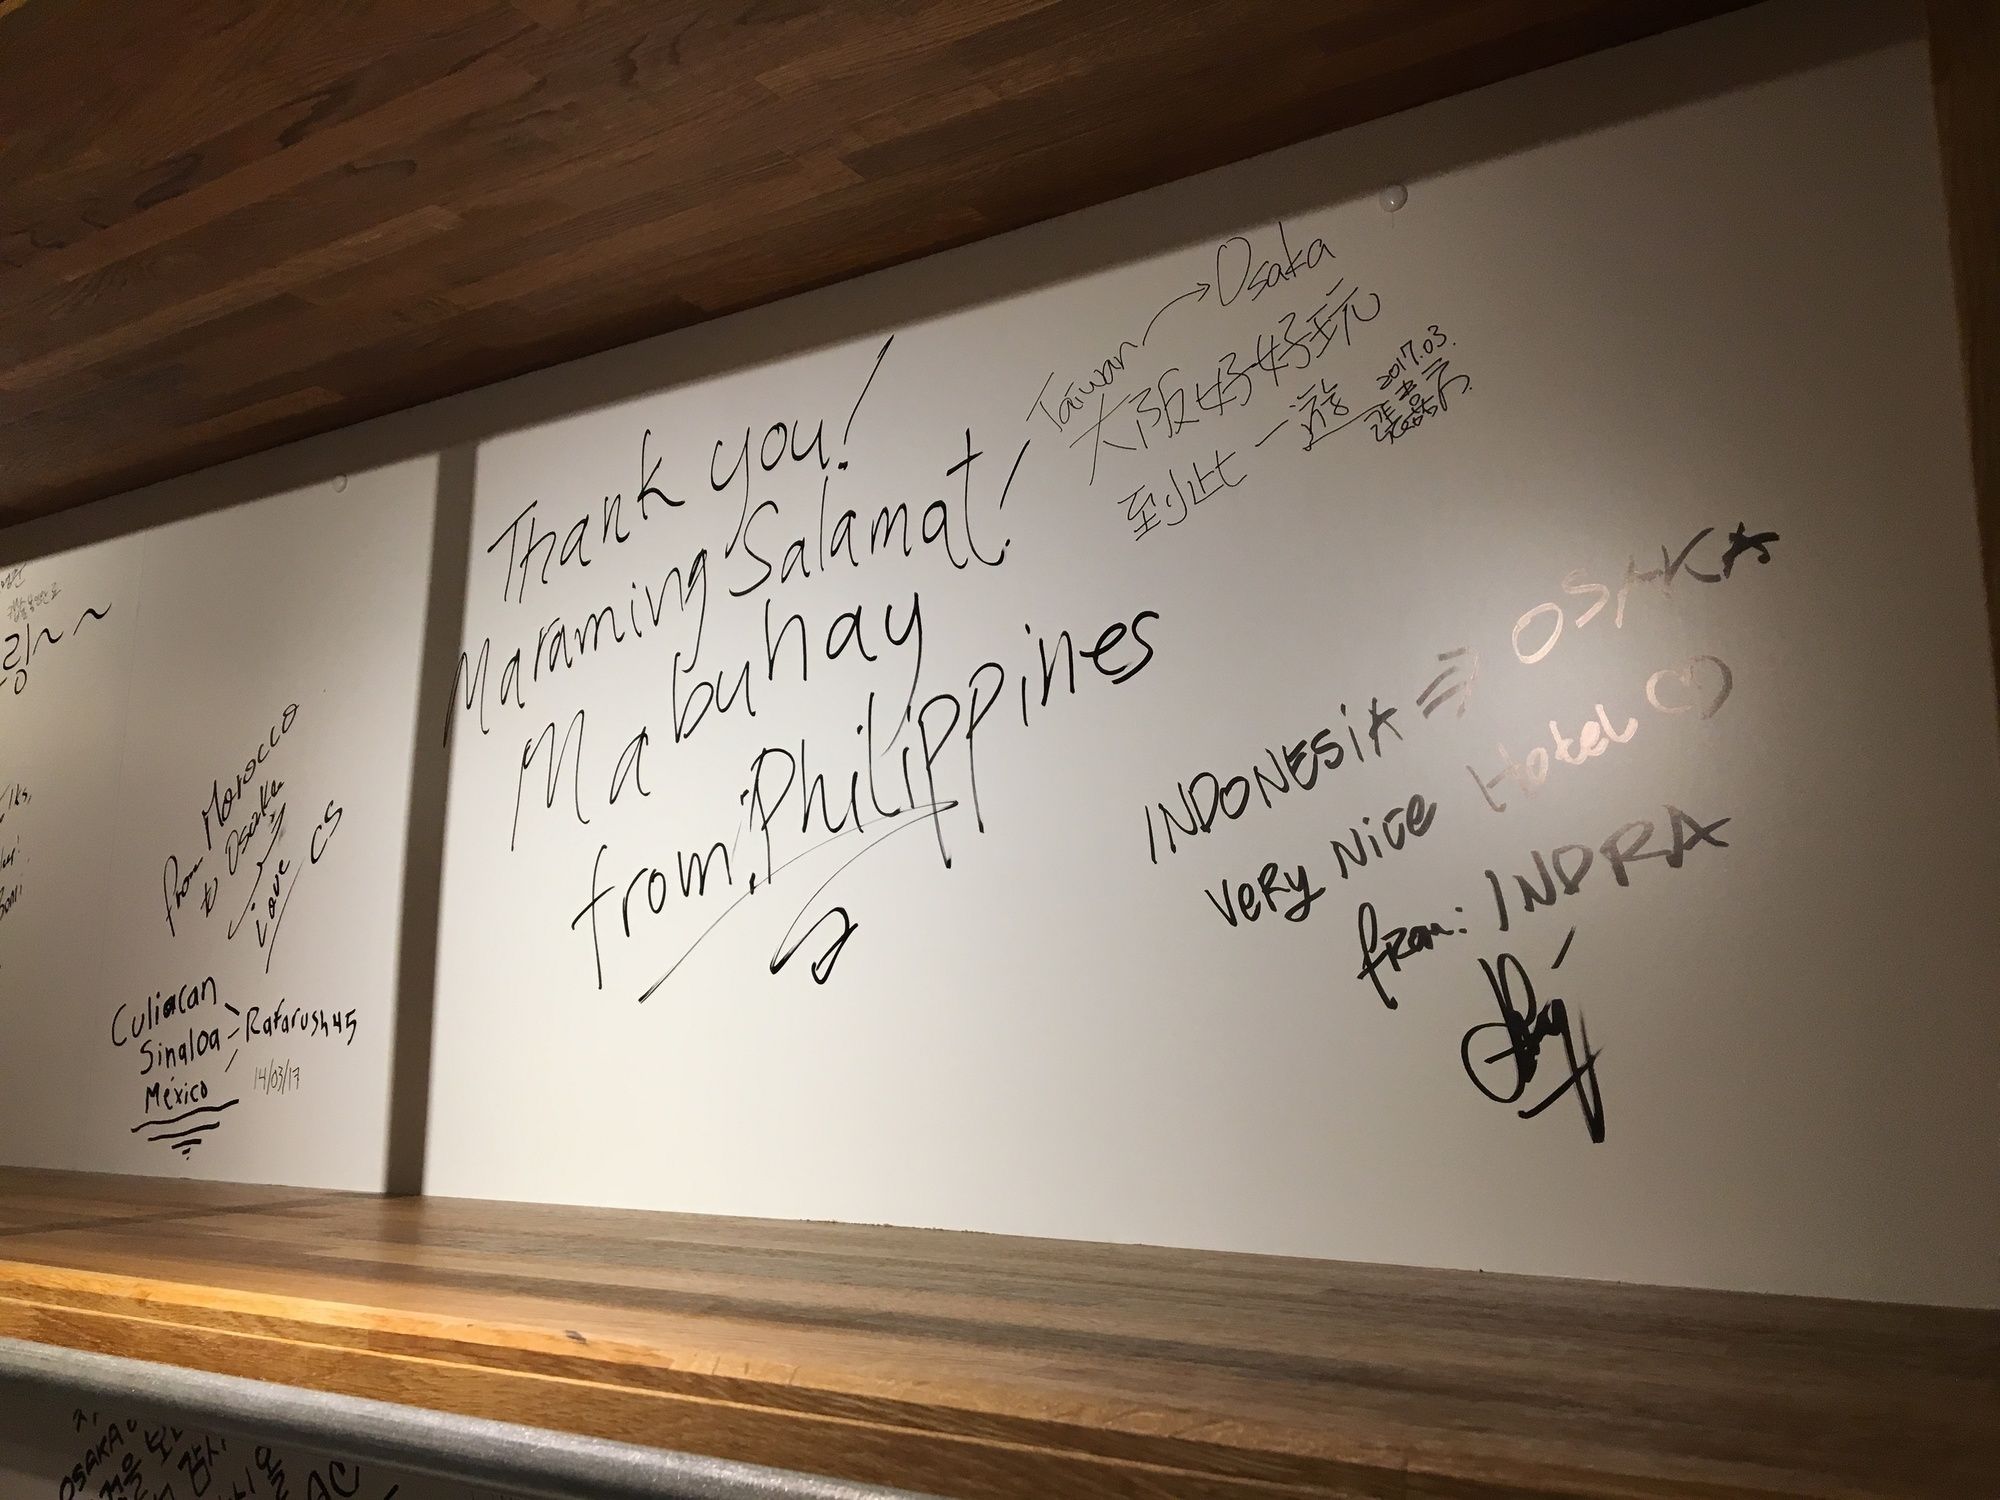 링~~
from Morocco
to Osaka
i love CS
Culiacan
Sinaloa
México
Rafarush45
14/03/17
Thank you!
Maraming Salamat!
Mabuhay
from: Philippines
Taiwan → Osaka
大阪好好玩
到此一遊
2017.03.
INDONESiA ⇒ OSAKA
VeRy Nice Hotel ♡
fRom: INDRA
OSAKA